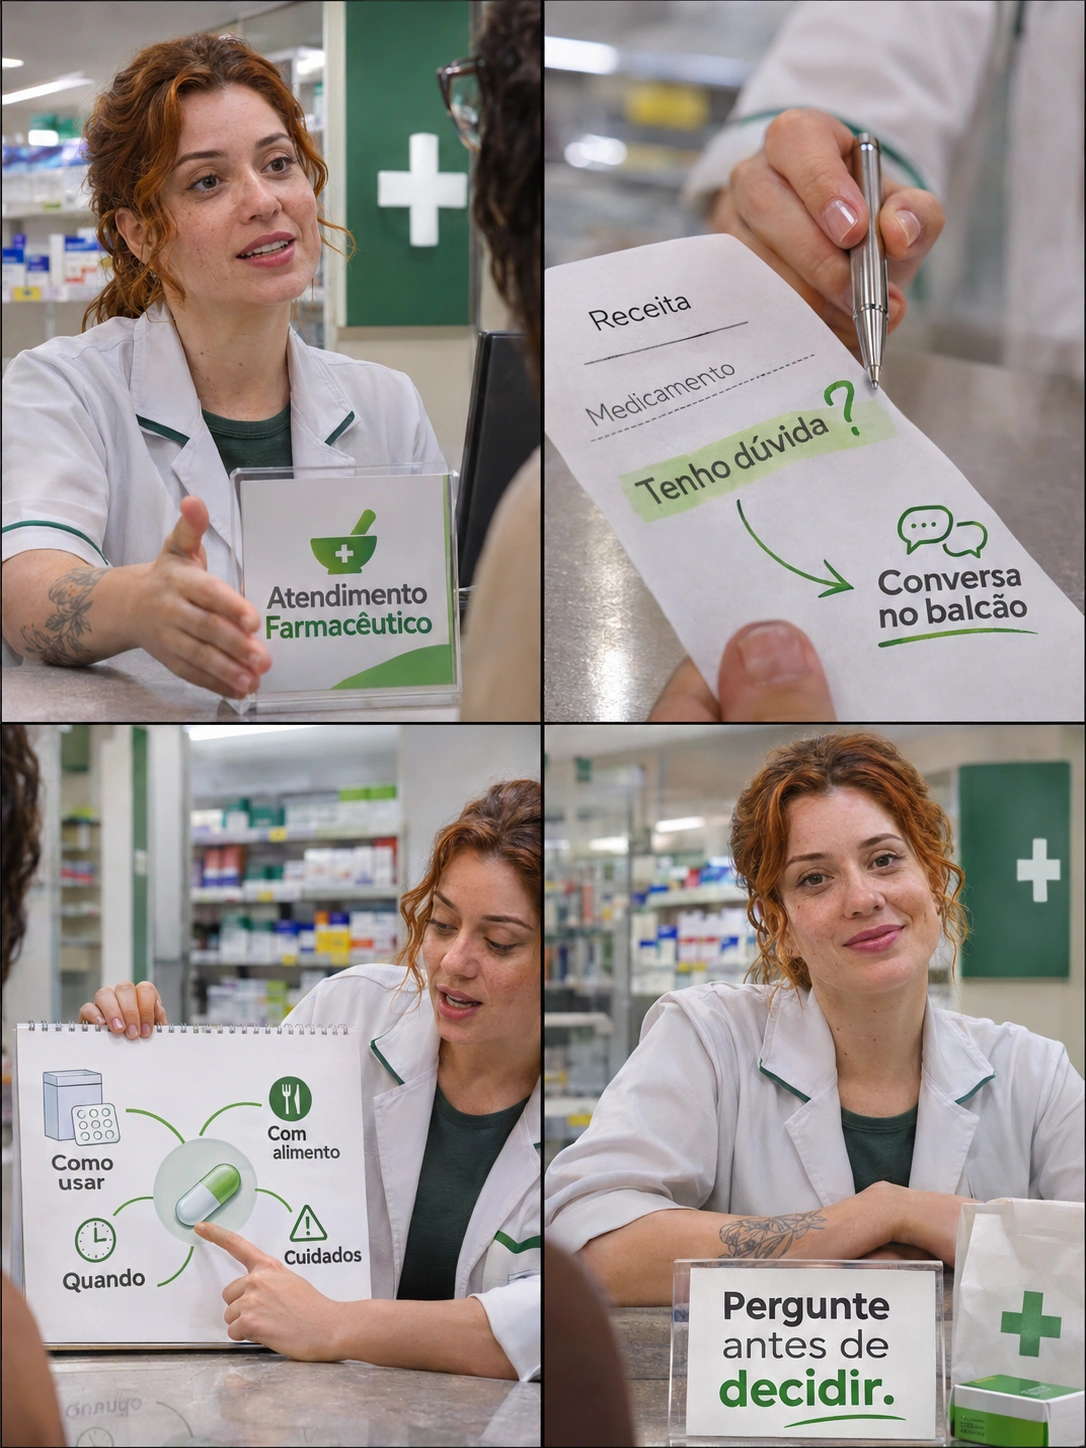 Atendimento
Farmacêutico
Receita
Medicamento
Tenho dúvida?
Conversa
no balcão
Como
usar
Com
alimento
Quando
Cuidados
Pergunte
antes de
decidir.